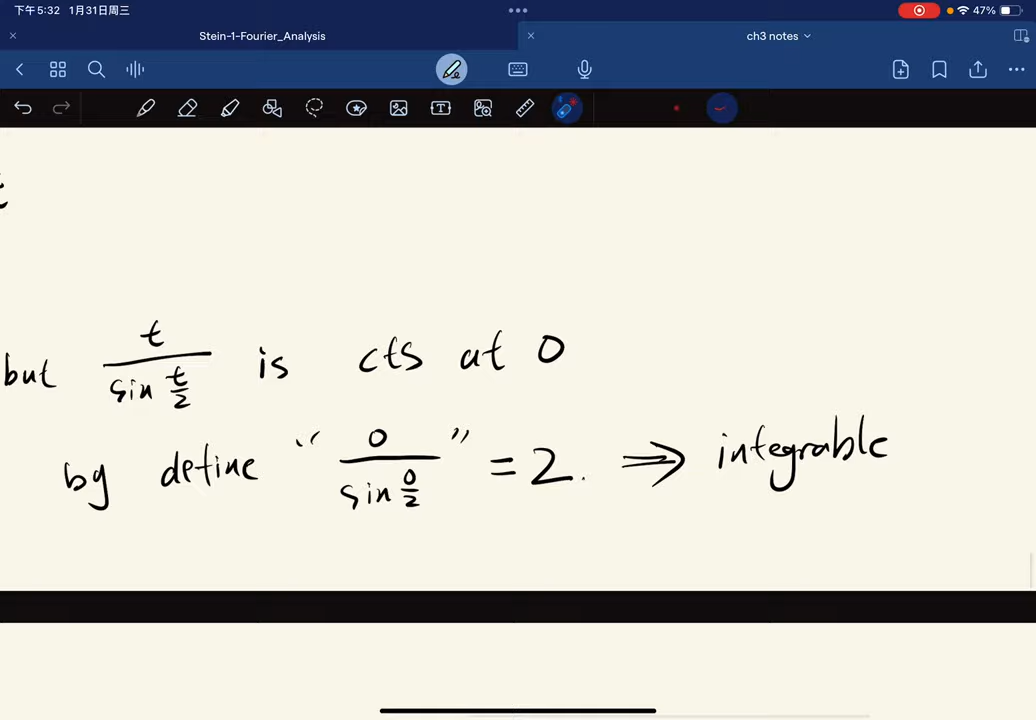 下午5:32 1月31日周三
47%
Stein-1-Fourier_Analysis
ch3 notes
t
but t/(sin t/2) is cts at 0
by define “ 0/(sin 0/2) ” = 2. ⇒ integrable